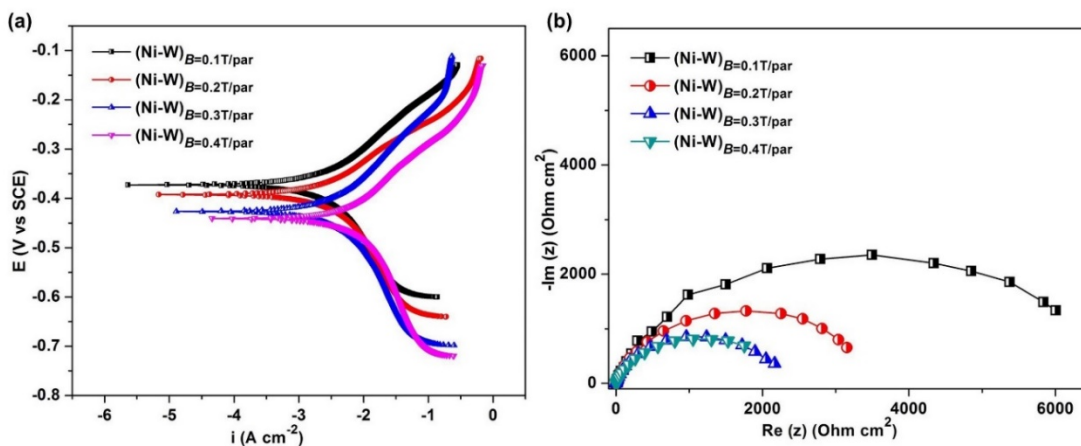 (a)
(Ni-W)B=0.1T/par
(Ni-W)B=0.2T/par
(Ni-W)B=0.3T/par
(Ni-W)B=0.4T/par
E (V vs SCE)
-0.1
-0.2
-0.3
-0.4
-0.5
-0.6
-0.7
-0.8
-6 -5 -4 -3 -2 -1 0
i (A cm-2)
(b)
(Ni-W)B=0.1T/par
(Ni-W)B=0.2T/par
(Ni-W)B=0.3T/par
(Ni-W)B=0.4T/par
-Im (z) (Ohm cm2)
6000
4000
2000
0
0 2000 4000 6000
Re (z) (Ohm cm2)